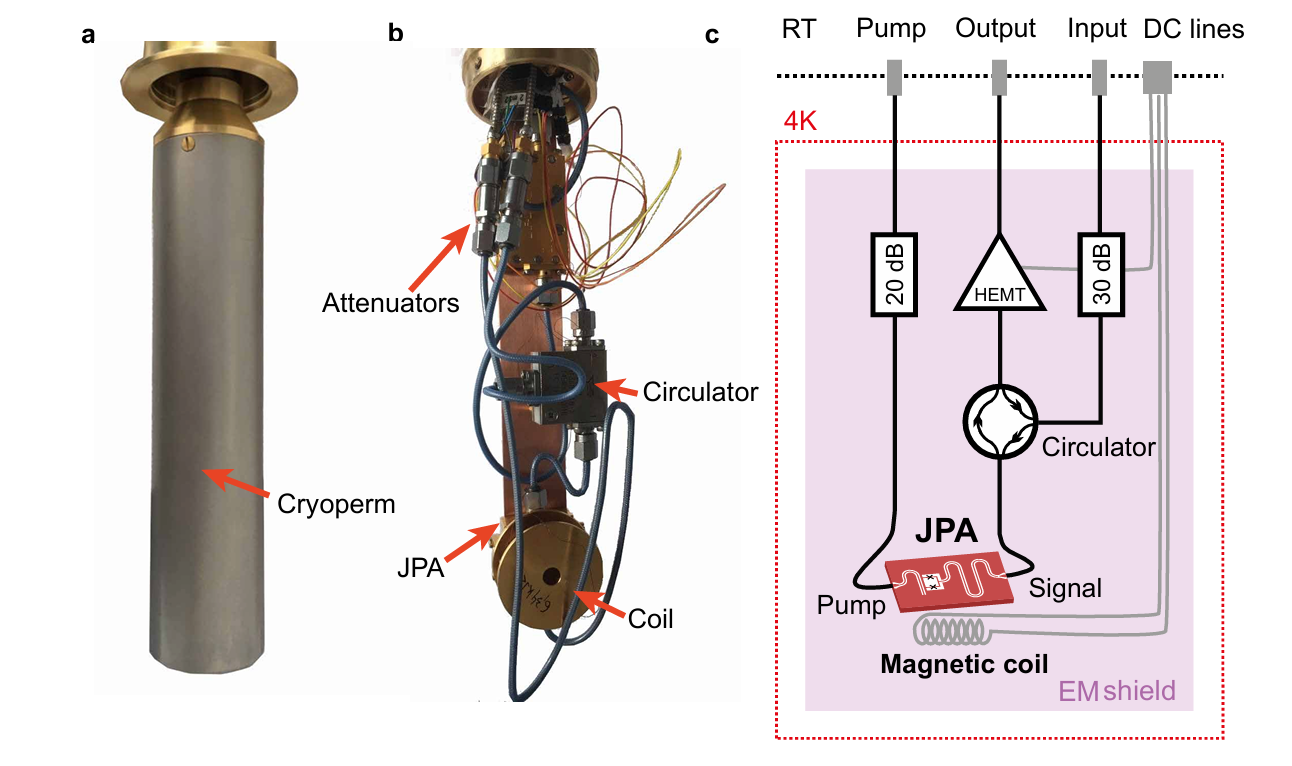 a
b
c
RT
Pump
Output
Input
DC lines
4K
Attenuators
20 dB
HEMT
30 dB
Circulator
Circulator
Cryoperm
JPA
JPA
Pump
Signal
Coil
Magnetic coil
EM shield